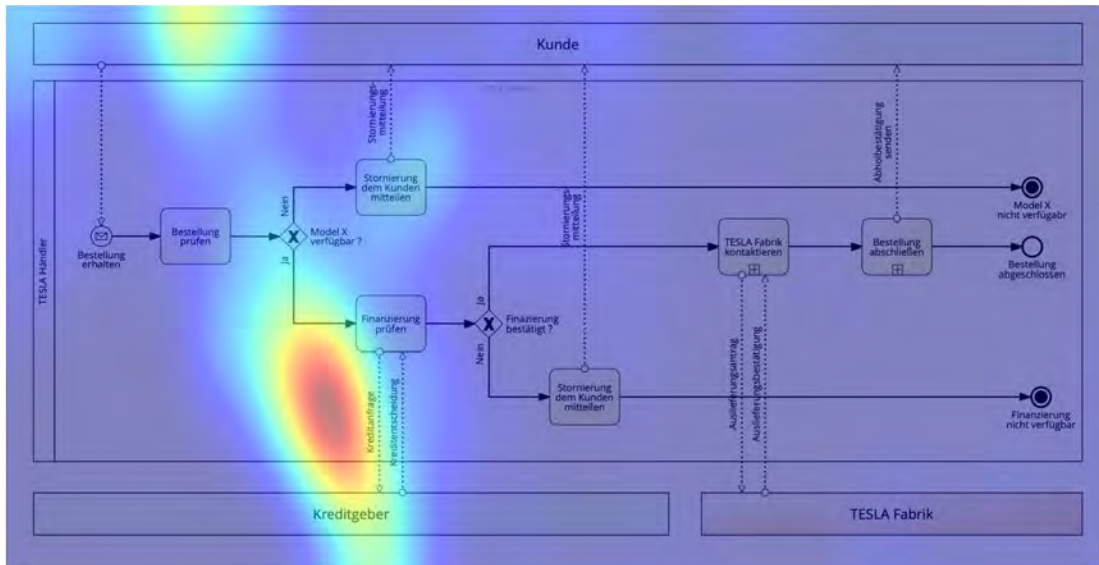 Kunde
Stornierungs-
mitteilung
Stornierungs-
mitteilung
Abholbestätigung
senden
TESLA Händler
Bestellung
erhalten
Bestellung
prüfen
Nein
Ja
Model X
verfügbar ?
Stornierung
dem Kunden
mitteilen
Finanzierung
prüfen
Kreditanfrage
Kreditentscheidung
Ja
Nein
Finazierung
bestätigt ?
Stornierung
dem Kunden
mitteilen
TESLA Fabrik
kontaktieren
Auslieferungsantrag
Auslieferungsbestätigung
Bestellung
abschließen
Model X
nicht verfügabr
Bestellung
abgeschlossen
Finanzierung
nicht verfügbar
Kreditgeber
TESLA Fabrik